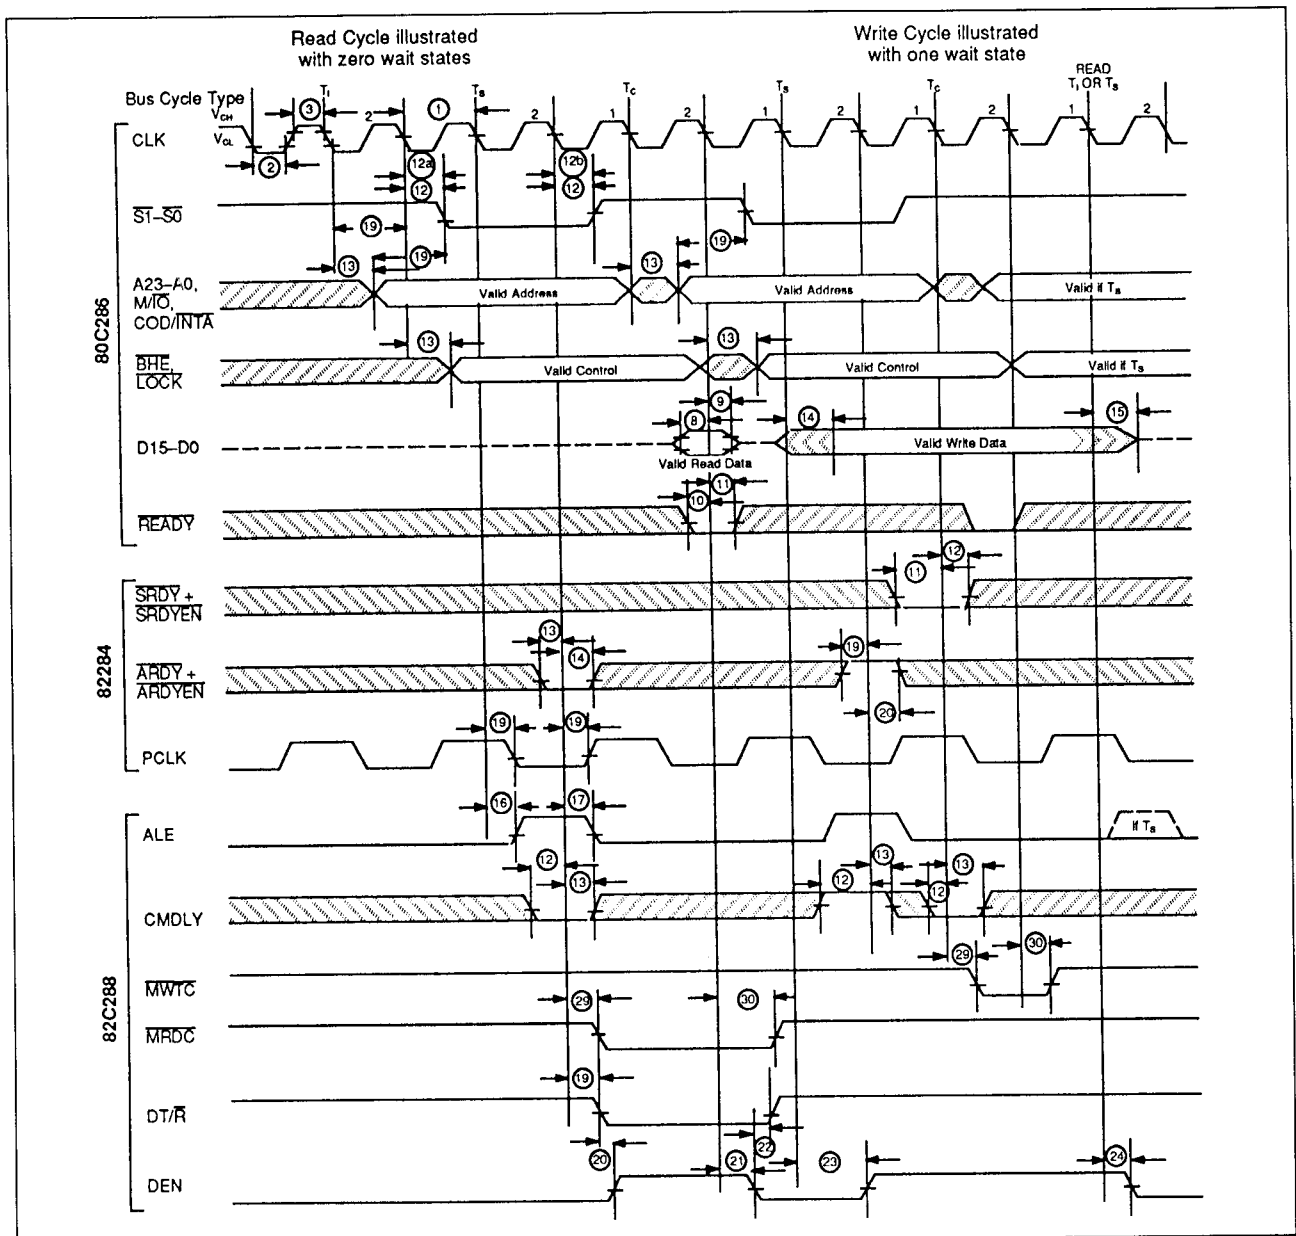 Read Cycle illustrated
with zero wait states
Write Cycle illustrated
with one wait state
READ
Bus Cycle Type T_I T_S T_C T_S T_C T_I OR T_S
V_CH 3 1
V_CL
CLK 2 2 1 2 1 2 1 2 1 2
2 12a 12b
12 12
S1–S0
19 19 19
13 13
A23–A0,
M/IO,
COD/INTA
Valid Address Valid Address Valid if T_S
13 13
BHE,
LOCK
Valid Control Valid Control Valid if T_S
80C286
9
8 14 15
D15–D0 Valid Write Data
Valid Read Data
11
10
READY
12
11
SRDY +
SRDYEN
13
14 19
ARDY +
ARDYEN
82284
20
19 19
PCLK
16 17
ALE If T_S
12 13 13
13 12 12
CMDLY
29 30
MWTC
29 30
MRDC
82C288
19
DT/R
22
20 21 23 24
DEN